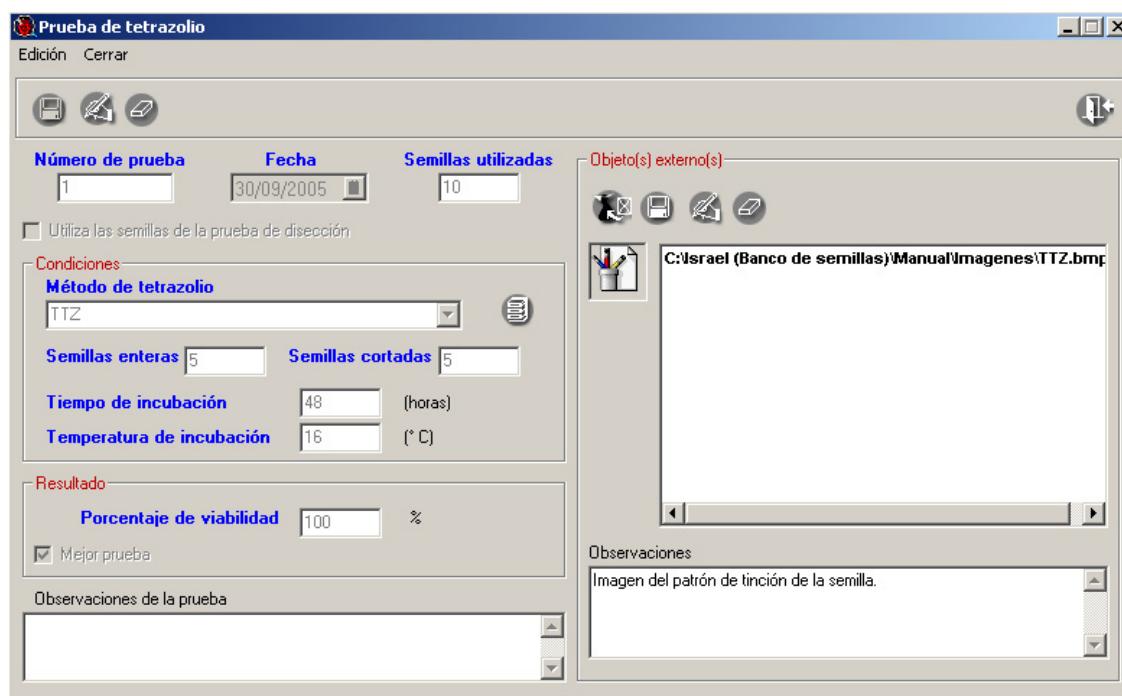 Prueba de tetrazolio
Edición Cerrar
Número de prueba Fecha Semillas utilizadas
1 30/09/2005 10
Utiliza las semillas de la prueba de disección
Condiciones
Método de tetrazolio
TTZ
Semillas enteras 5 Semillas cortadas 5
Tiempo de incubación 48 (horas)
Temperatura de incubación 16 (° C)
Resultado
Porcentaje de viabilidad 100 %
Mejor prueba
Observaciones de la prueba
Objeto(s) externo(s)
C:\Israel (Banco de semillas)\Manual\Imagenes\TTZ.bmp
Observaciones
Imagen del patrón de tinción de la semilla.